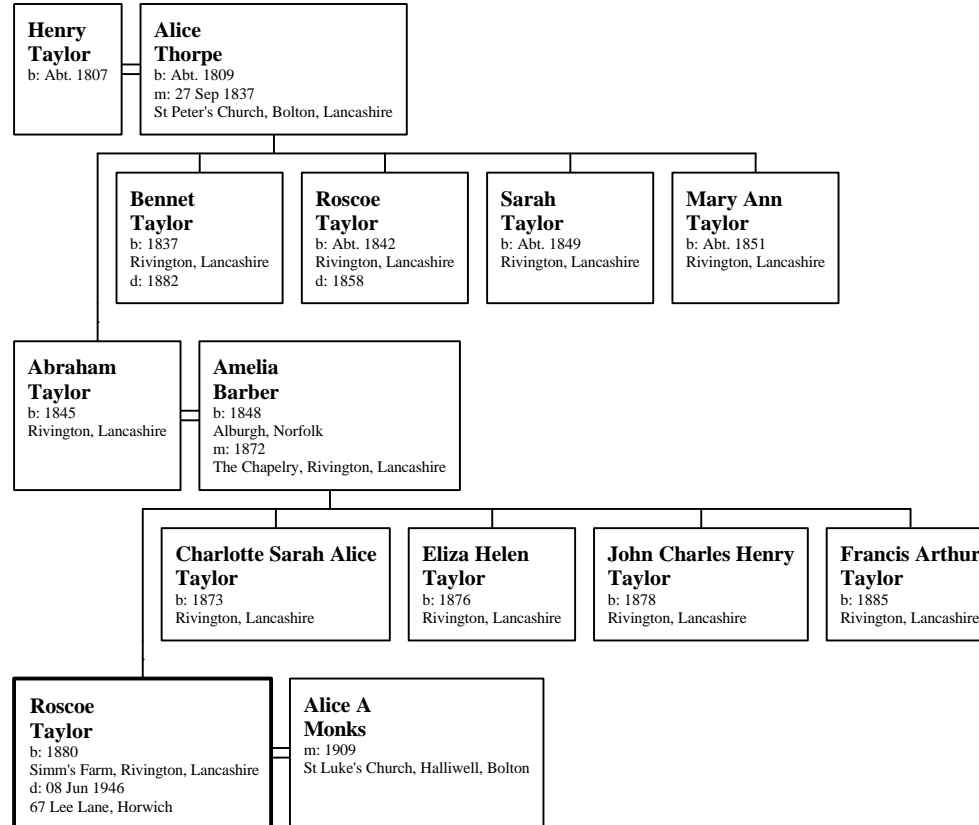 Henry
Taylor
b: Abt. 1807
Alice
Thorpe
b: Abt. 1809
m: 27 Sep 1837
St Peter's Church, Bolton, Lancashire
Bennet
Taylor
b: 1837
Rivington, Lancashire
d: 1882
Roscoe
Taylor
b: Abt. 1842
Rivington, Lancashire
d: 1858
Sarah
Taylor
b: Abt. 1849
Rivington, Lancashire
Mary Ann
Taylor
b: Abt. 1851
Rivington, Lancashire
Abraham
Taylor
b: 1845
Rivington, Lancashire
Amelia
Barber
b: 1848
Alburgh, Norfolk
m: 1872
The Chapelry, Rivington, Lancashire
Charlotte Sarah Alice
Taylor
b: 1873
Rivington, Lancashire
Eliza Helen
Taylor
b: 1876
Rivington, Lancashire
John Charles Henry
Taylor
b: 1878
Rivington, Lancashire
Francis Arthur
Taylor
b: 1885
Rivington, Lancashire
Roscoe
Taylor
b: 1880
Simm's Farm, Rivington, Lancashire
d: 08 Jun 1946
67 Lee Lane, Horwich
Alice A
Monks
m: 1909
St Luke's Church, Halliwell, Bolton